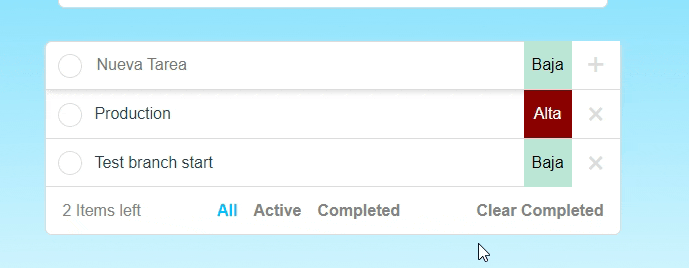 Nueva Tarea Baja +
Production Alta ×
Test branch start Baja ×
2 Items left All Active Completed Clear Completed